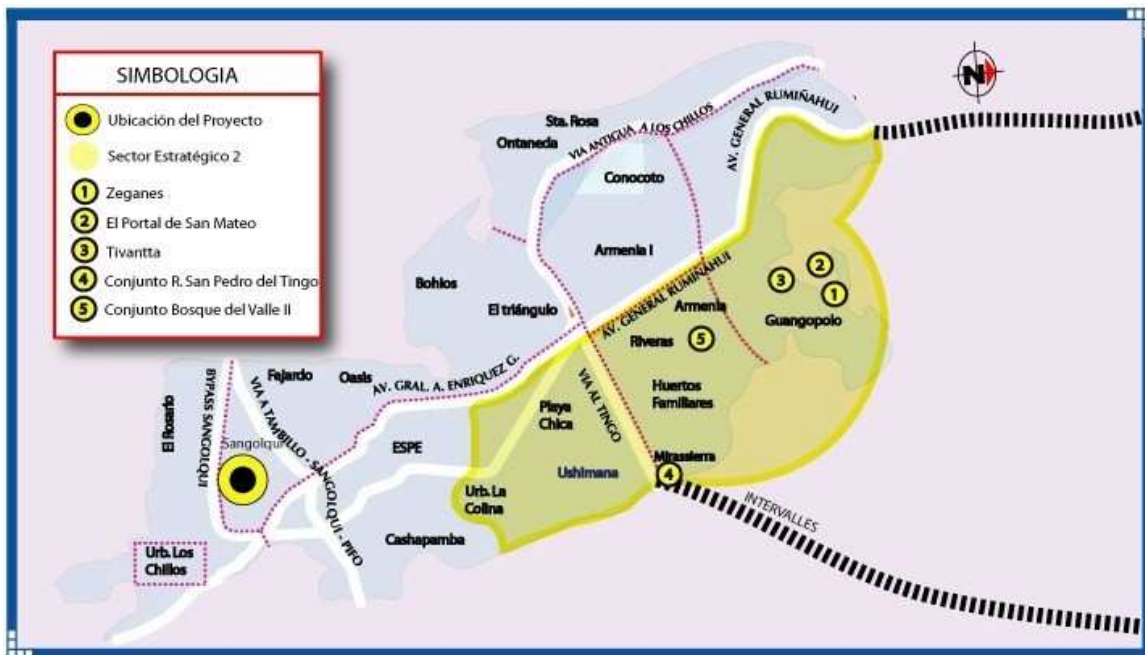 SIMBOLOGIA
Ubicación del Proyecto
Sector Estratégico 2
1 Zeganes
2 El Portal de San Mateo
3 Tivantta
4 Conjunto R. San Pedro del Tingo
5 Conjunto Bosque del Valle II
N
Sta. Rosa
Ontaneda
VIA ANTIGUA A LOS CHILLOS
AV. GENERAL RUMIÑAHUI
Conocoto
Armenia I
Bohios
El triángulo
AV. GENERAL RUMIÑAHUI
Armenia
3
2
1
Guangopolo
Riveras
5
Fajardo
Oasis
AV. GRAL. A. ENRIQUEZ G.
VIA AL TINGO
Huertos
Familiares
Playa
Chica
El Rosario
BYPASS SANGOLQUI
VIA A TAMBILLO - SANGOLQUI - PIFO
Sangolqui
ESPE
Mirassierra
4
Ushimana
Urb. La
Colina
INTERVALLES
Cashapamba
Urb. Los
Chillos